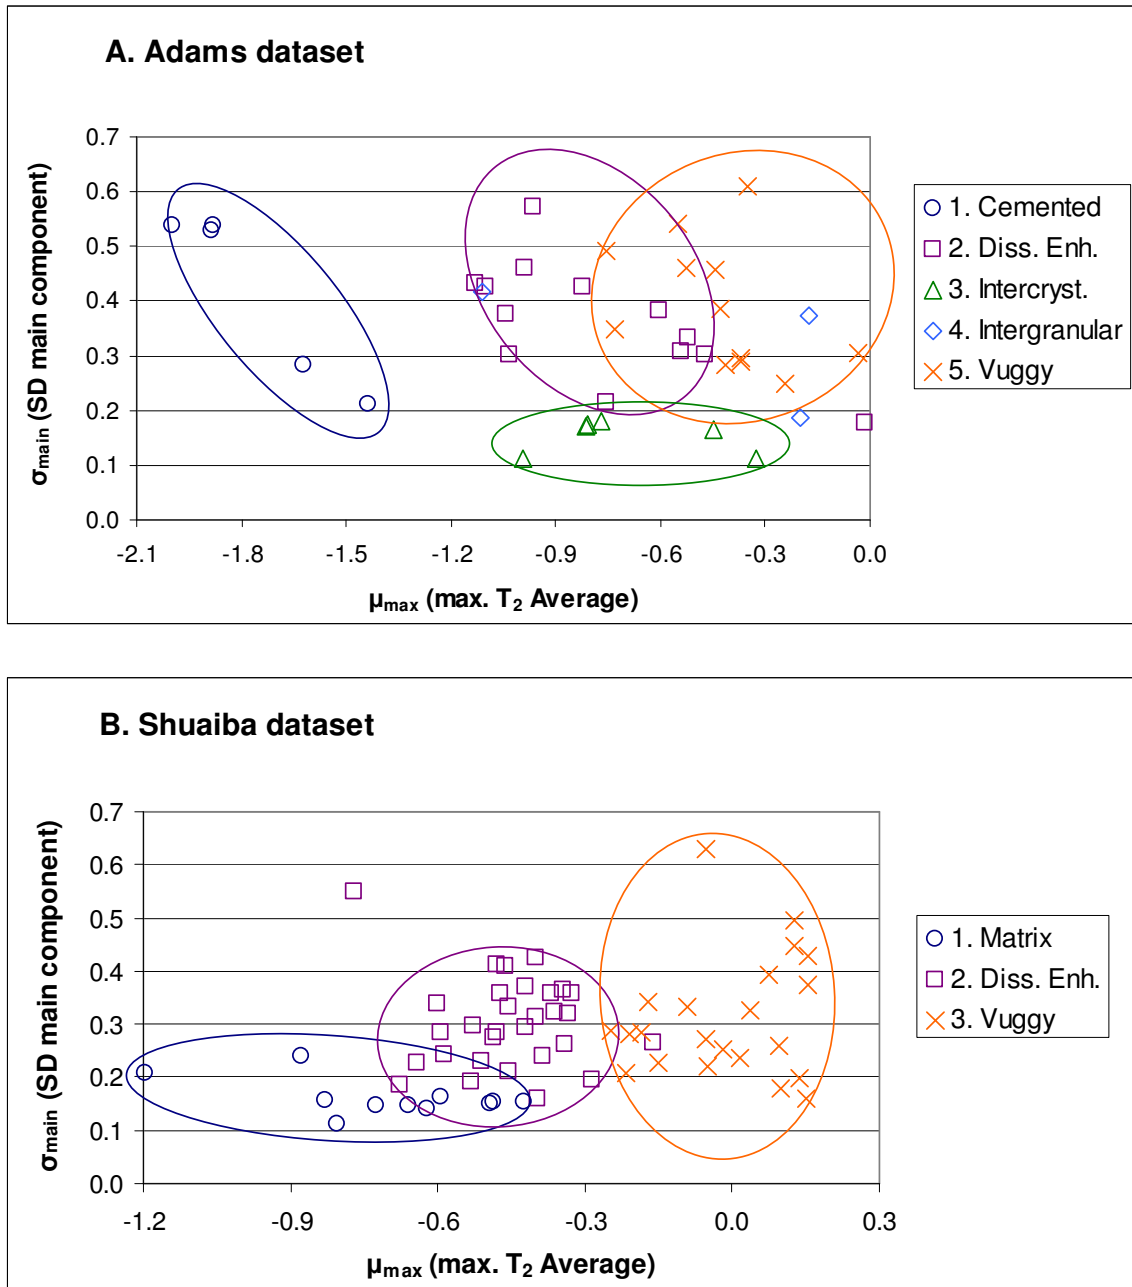 A. Adams dataset
0.7
0.6
0.5
0.4
0.3
0.2
0.1
0.0
σmain (SD main component)
-2.1 -1.8 -1.5 -1.2 -0.9 -0.6 -0.3 0.0
µmax (max. T2 Average)
1. Cemented
2. Diss. Enh.
3. Intercryst.
4. Intergranular
5. Vuggy
B. Shuaiba dataset
0.7
0.6
0.5
0.4
0.3
0.2
0.1
0.0
σmain (SD main component)
-1.2 -0.9 -0.6 -0.3 0.0 0.3
µmax (max. T2 Average)
1. Matrix
2. Diss. Enh.
3. Vuggy